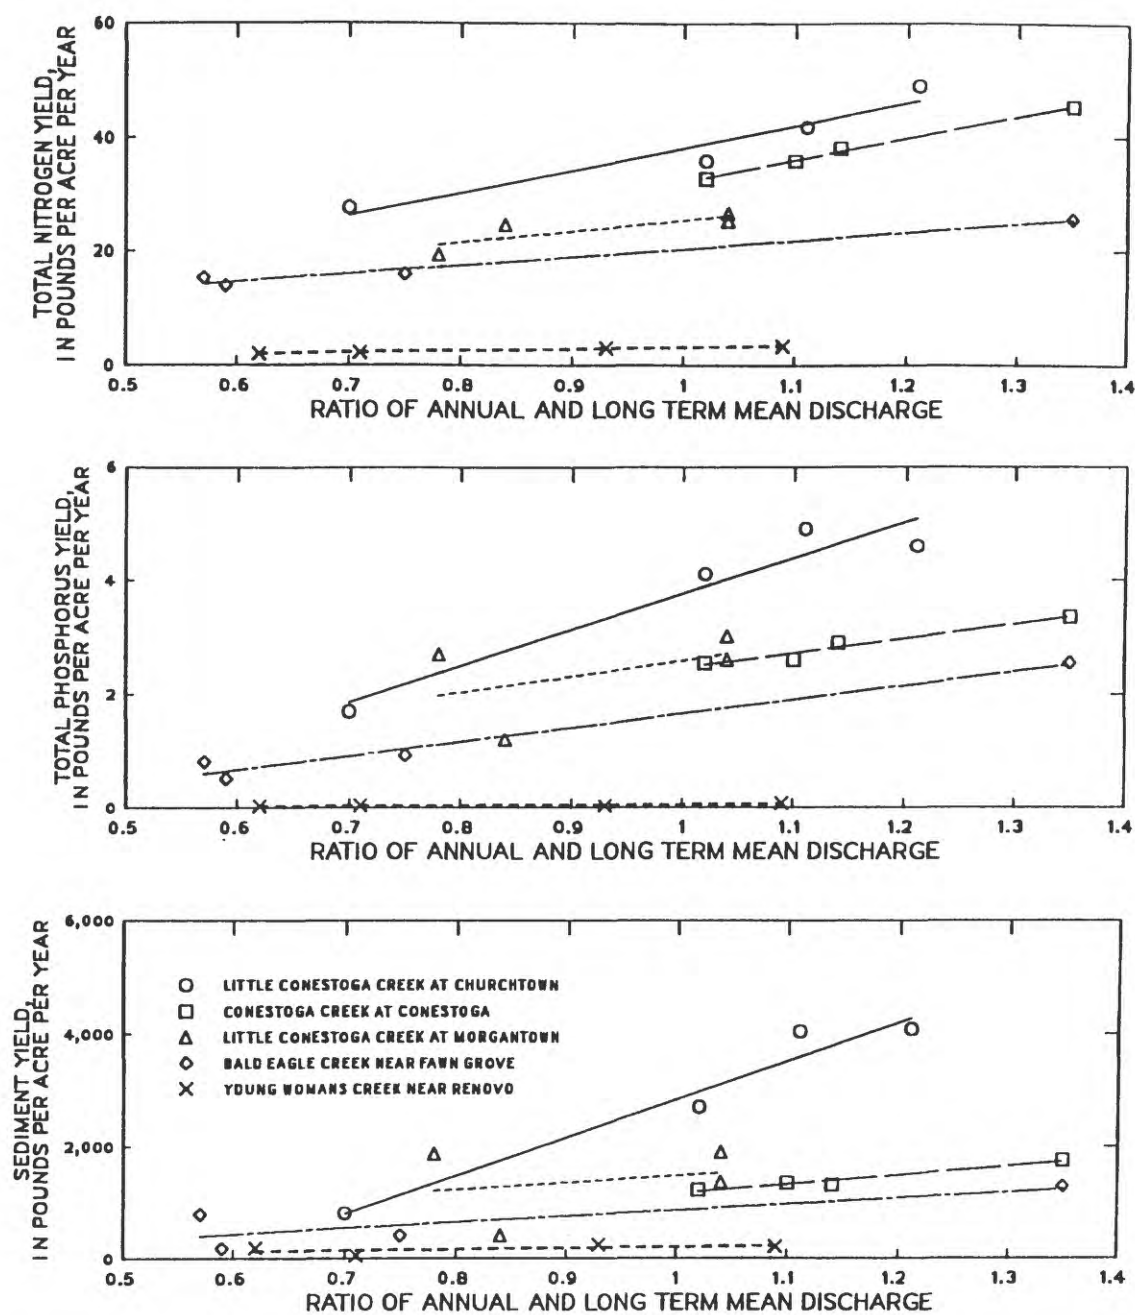 TOTAL NITROGEN YIELD,
IN POUNDS PER ACRE PER YEAR
60
40
20
0
0.5 0.6 0.7 0.8 0.9 1 1.1 1.2 1.3 1.4
RATIO OF ANNUAL AND LONG TERM MEAN DISCHARGE
TOTAL PHOSPHORUS YIELD,
IN POUNDS PER ACRE PER YEAR
6
4
2
0
0.5 0.6 0.7 0.8 0.9 1 1.1 1.2 1.3 1.4
RATIO OF ANNUAL AND LONG TERM MEAN DISCHARGE
SEDIMENT YIELD,
IN POUNDS PER ACRE PER YEAR
6,000
4,000
2,000
0
LITTLE CONESTOGA CREEK AT CHURCHTOWN
CONESTOGA CREEK AT CONESTOGA
LITTLE CONESTOGA CREEK AT MORGANTOWN
BALD EAGLE CREEK NEAR FAWN GROVE
YOUNG WOMANS CREEK NEAR RENOVO
0.5 0.6 0.7 0.8 0.9 1 1.1 1.2 1.3 1.4
RATIO OF ANNUAL AND LONG TERM MEAN DISCHARGE